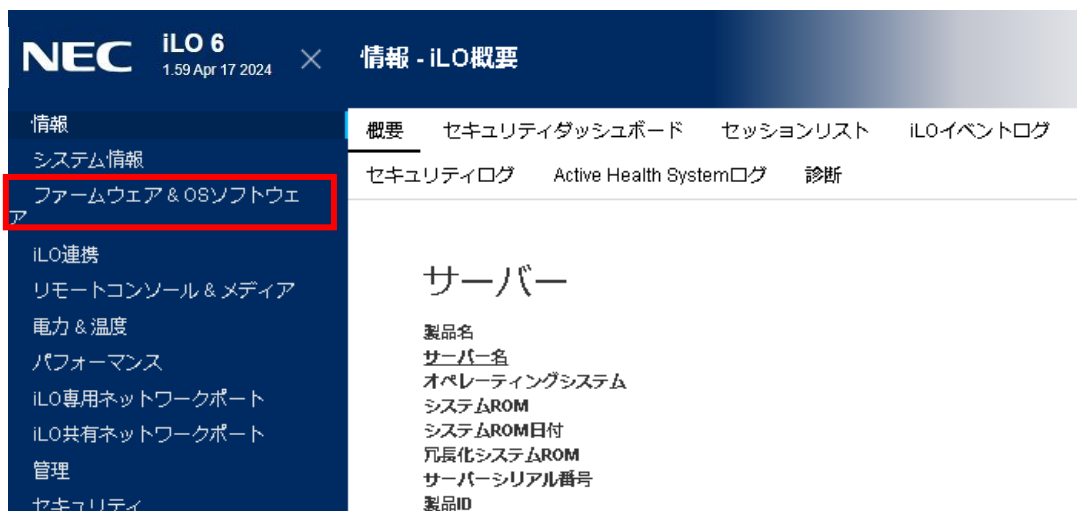 NEC
iLO 6
1.59 Apr 17 2024
情報 - iLO概要
情報
システム情報
ファームウェア & OSソフトウェ
ア
iLO連携
リモートコンソール & メディア
電力 & 温度
パフォーマンス
iLO専用ネットワークポート
iLO共有ネットワークポート
管理
セキュリティ
概要 セキュリティダッシュボード セッションリスト iLOイベントログ
セキュリティログ Active Health Systemログ 診断
サーバー
製品名
サーバー名
オペレーティングシステム
システムROM
システムROM日付
冗長化システムROM
サーバーシリアル番号
製品ID